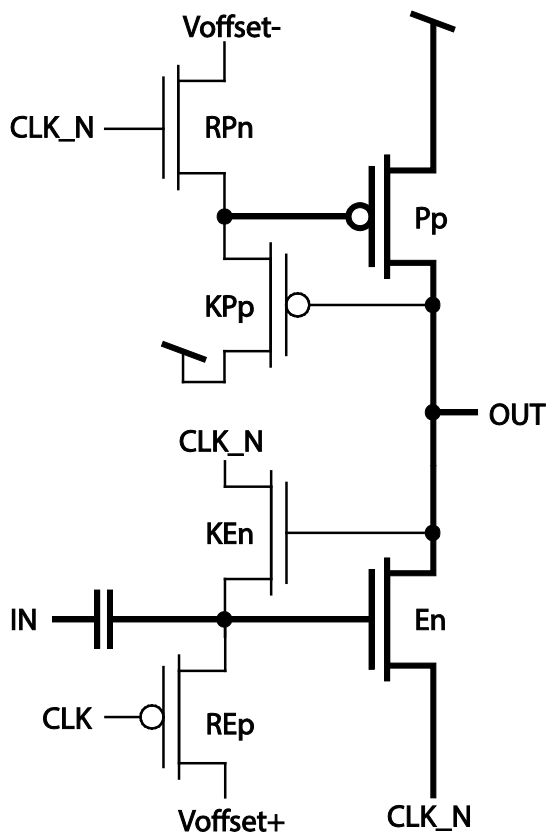 Voffset-
CLK_N
RPn
Pp
KPp
OUT
CLK_N
KEn
IN
En
CLK
REp
Voffset+
CLK_N